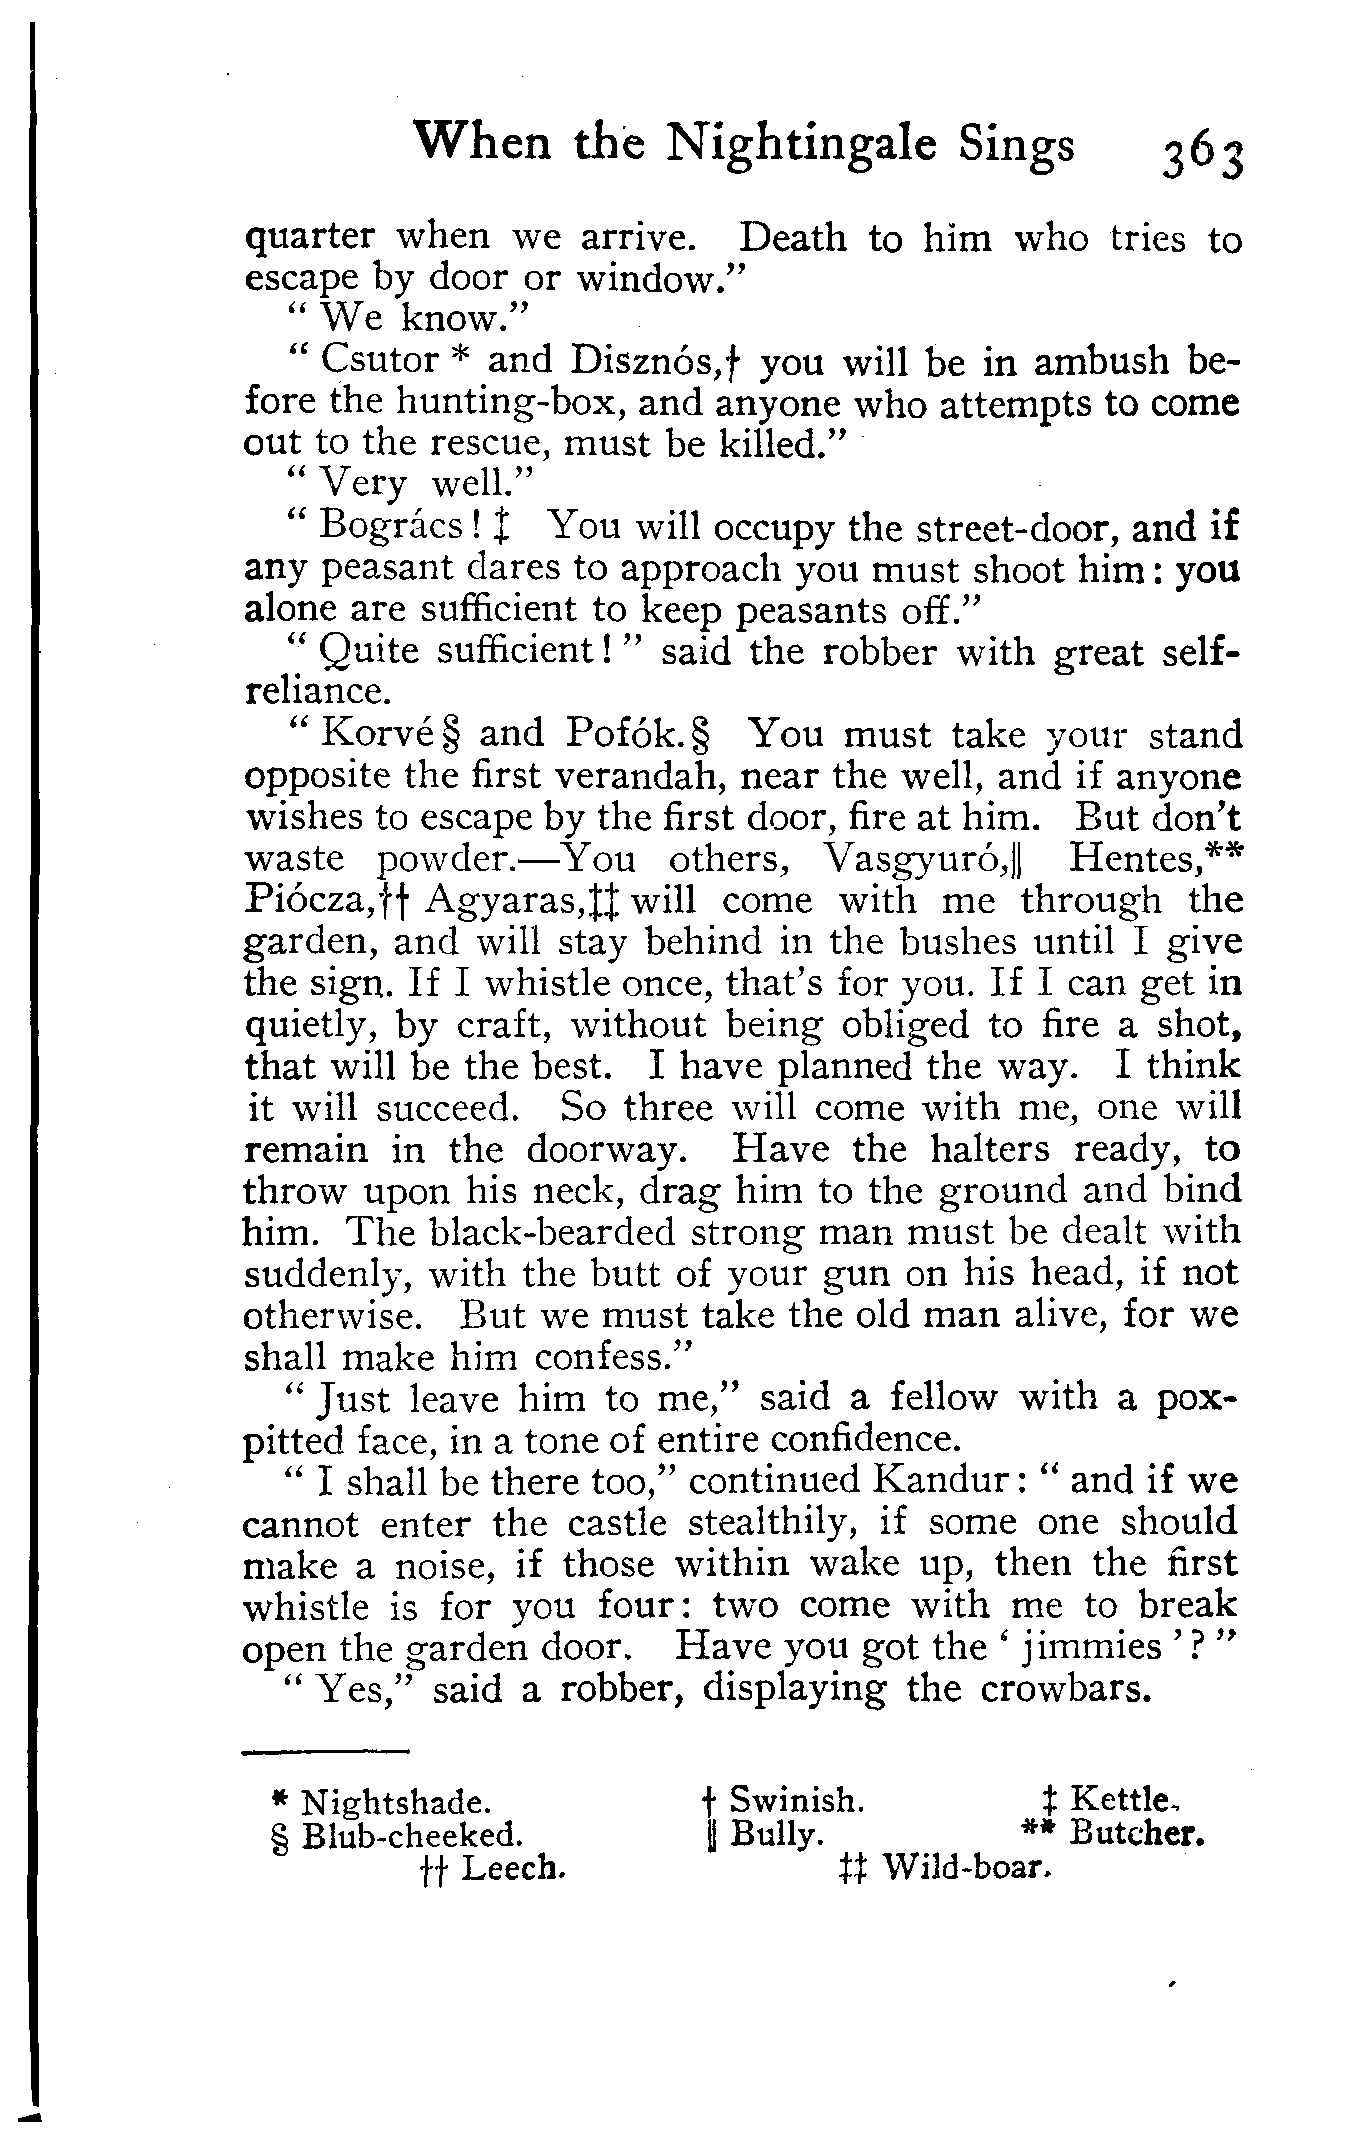 When the Nightingale Sings 363
quarter when we arrive. Death to him who tries to
escape by door or window."
" We know."
" Csutor * and Disznós,† you will be in ambush be-
fore the hunting-box, and anyone who attempts to come
out to the rescue, must be killed."
" Very well."
" Bogrács ! ‡ You will occupy the street-door, and if
any peasant dares to approach you must shoot him : you
alone are sufficient to keep peasants off."
" Quite sufficient ! " said the robber with great self-
reliance.
" Korvé § and Pofók. § You must take your stand
opposite the first verandah, near the well, and if anyone
wishes to escape by the first door, fire at him. But don't
waste powder.—You others, Vasgyuró,‖ Hentes,**
Piócza,†† Agyaras,‡‡ will come with me through the
garden, and will stay behind in the bushes until I give
the sign. If I whistle once, that's for you. If I can get in
quietly, by craft, without being obliged to fire a shot,
that will be the best. I have planned the way. I think
it will succeed. So three will come with me, one will
remain in the doorway. Have the halters ready, to
throw upon his neck, drag him to the ground and bind
him. The black-bearded strong man must be dealt with
suddenly, with the butt of your gun on his head, if not
otherwise. But we must take the old man alive, for we
shall make him confess."
" Just leave him to me," said a fellow with a pox-
pitted face, in a tone of entire confidence.
" I shall be there too," continued Kandur : " and if we
cannot enter the castle stealthily, if some one should
make a noise, if those within wake up, then the first
whistle is for you four : two come with me to break
open the garden door. Have you got the ' jimmies ' ? "
" Yes," said a robber, displaying the crowbars.
* Nightshade. † Swinish. ‡ Kettle.
§ Blub-cheeked. ‖ Bully. ** Butcher.
†† Leech. ‡‡ Wild-boar.